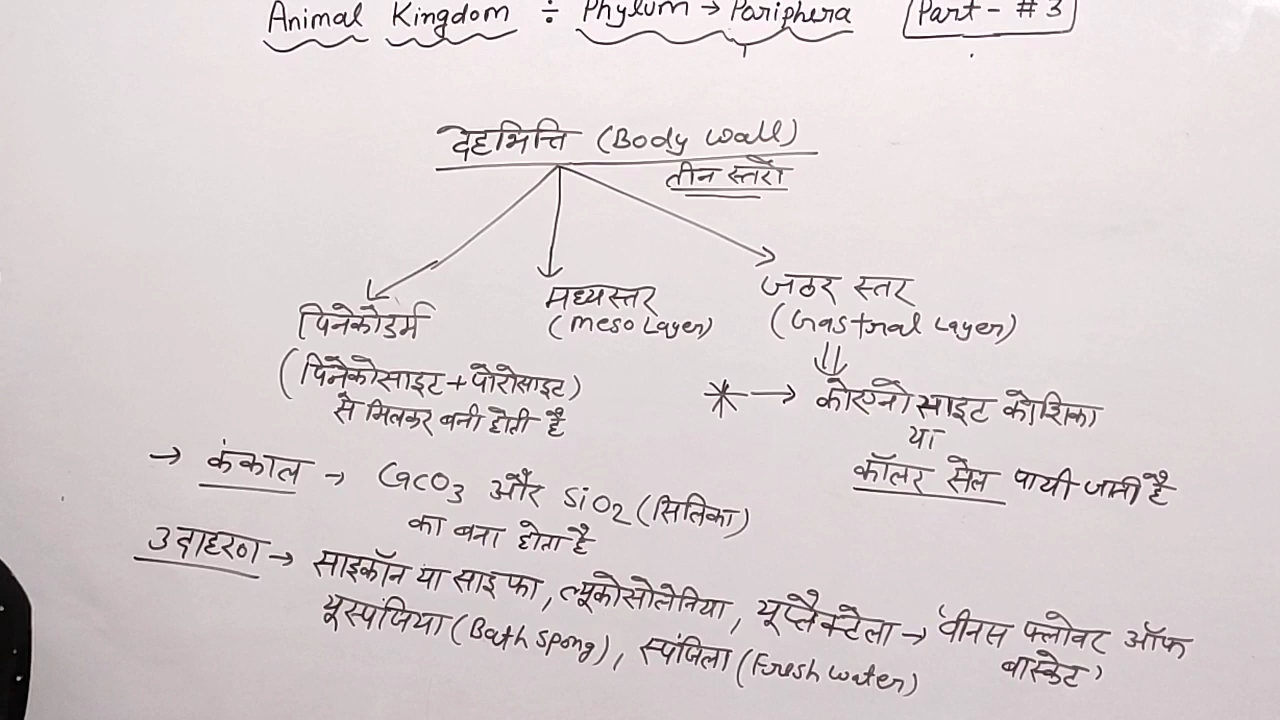 Animal Kingdom ÷ Phylum → Pariphera Part - #3
देहभित्ति (Body wall)
तीन स्तरों
पिनेकोडर्म
(पिनेकोसाइट + पोरोसाइट)
से मिलकर बनी होती है
मध्यस्तर
(Meso Layer)
जठर स्तर
(Gastral Layer)
* → कोएनोसाइट कोशिका
या
कॉलर सेल पायी जाती है
→ कंकाल → CaCO3 और SiO2 (सिलिका)
का बना होता है
उदाहरण → साइकॉन या साइफा, ल्यूकोसोलेनिया, यूप्लैक्टेला → 'वीनस फ्लोवर ऑफ
बास्केट'
यूस्पंजिया (Bath Spong), स्पंजिला (Fresh water)